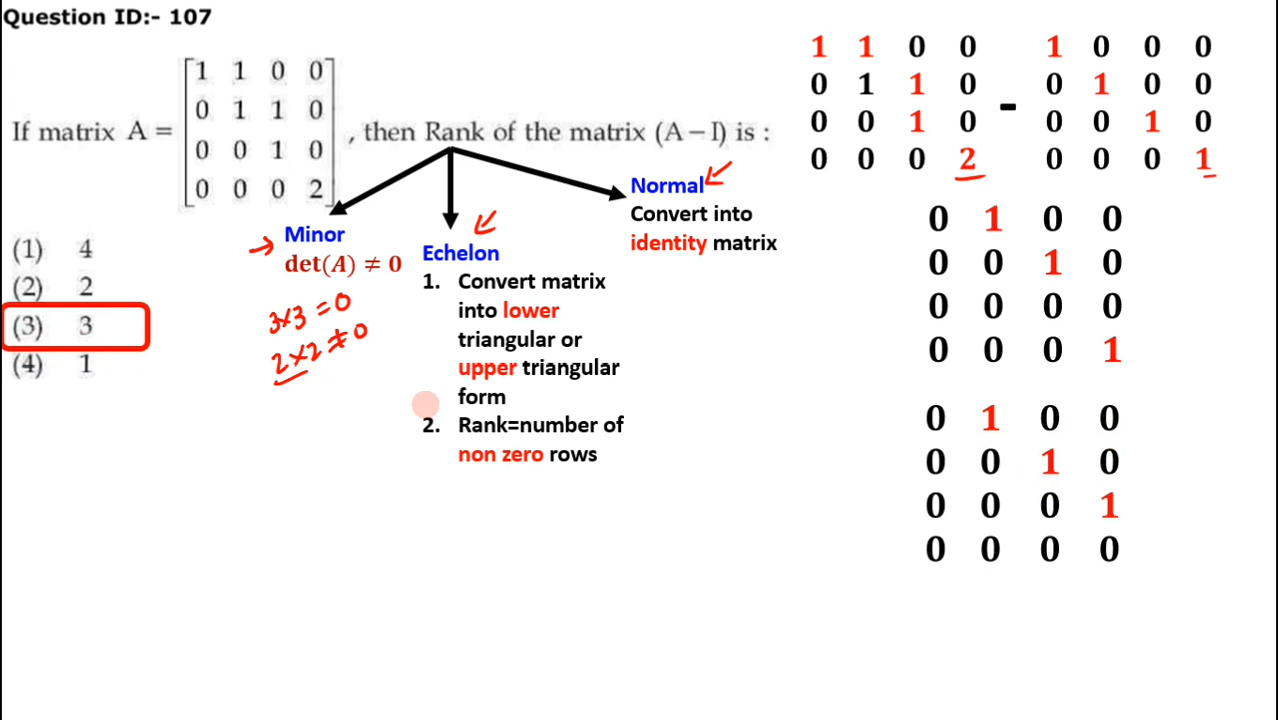 Question ID:- 107
If matrix A = [1 1 0 0
0 1 1 0
0 0 1 0
0 0 0 2] , then Rank of the matrix (A – I) is :
(1) 4
(2) 2
(3) 3
(4) 1
Minor
det(A) ≠ 0
3×3 = 0
2×2 ≠ 0
Echelon
1. Convert matrix
into lower
triangular or
upper triangular
form
2. Rank=number of
non zero rows
Normal
Convert into
identity matrix
1 1 0 0 - 1 0 0 0
0 1 1 0 0 1 0 0
0 0 1 0 0 0 1 0
0 0 0 2 0 0 0 1
0 1 0 0
0 0 1 0
0 0 0 0
0 0 0 1
0 1 0 0
0 0 1 0
0 0 0 1
0 0 0 0